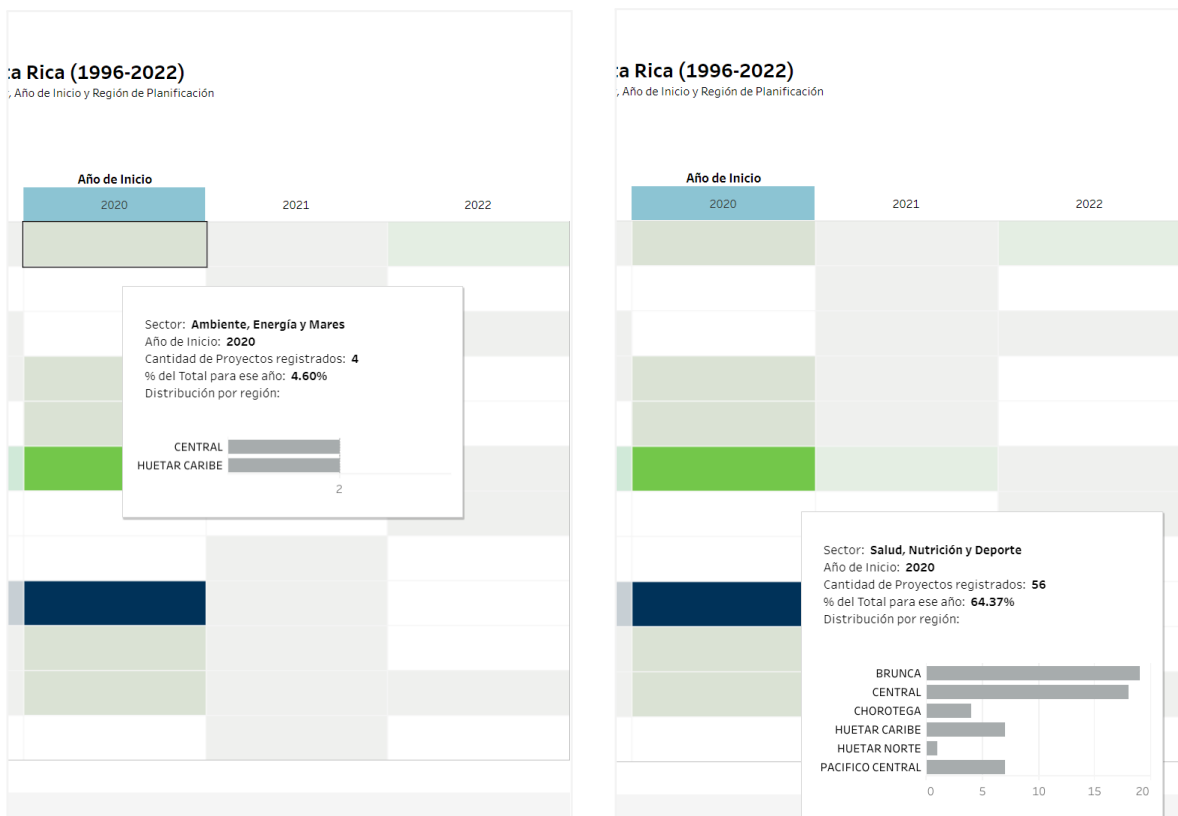 :a Rica (1996-2022)
, Año de Inicio y Región de Planificación
Año de Inicio
2020
2021
2022
Sector: Ambiente, Energía y Mares
Año de Inicio: 2020
Cantidad de Proyectos registrados: 4
% del Total para ese año: 4.60%
Distribución por región:
CENTRAL
HUETAR CARIBE
2
:a Rica (1996-2022)
, Año de Inicio y Región de Planificación
Año de Inicio
2020
2021
2022
Sector: Salud, Nutrición y Deporte
Año de Inicio: 2020
Cantidad de Proyectos registrados: 56
% del Total para ese año: 64.37%
Distribución por región:
BRUNCA
CENTRAL
CHOROTEGA
HUETAR CARIBE
HUETAR NORTE
PACIFICO CENTRAL
0 5 10 15 20